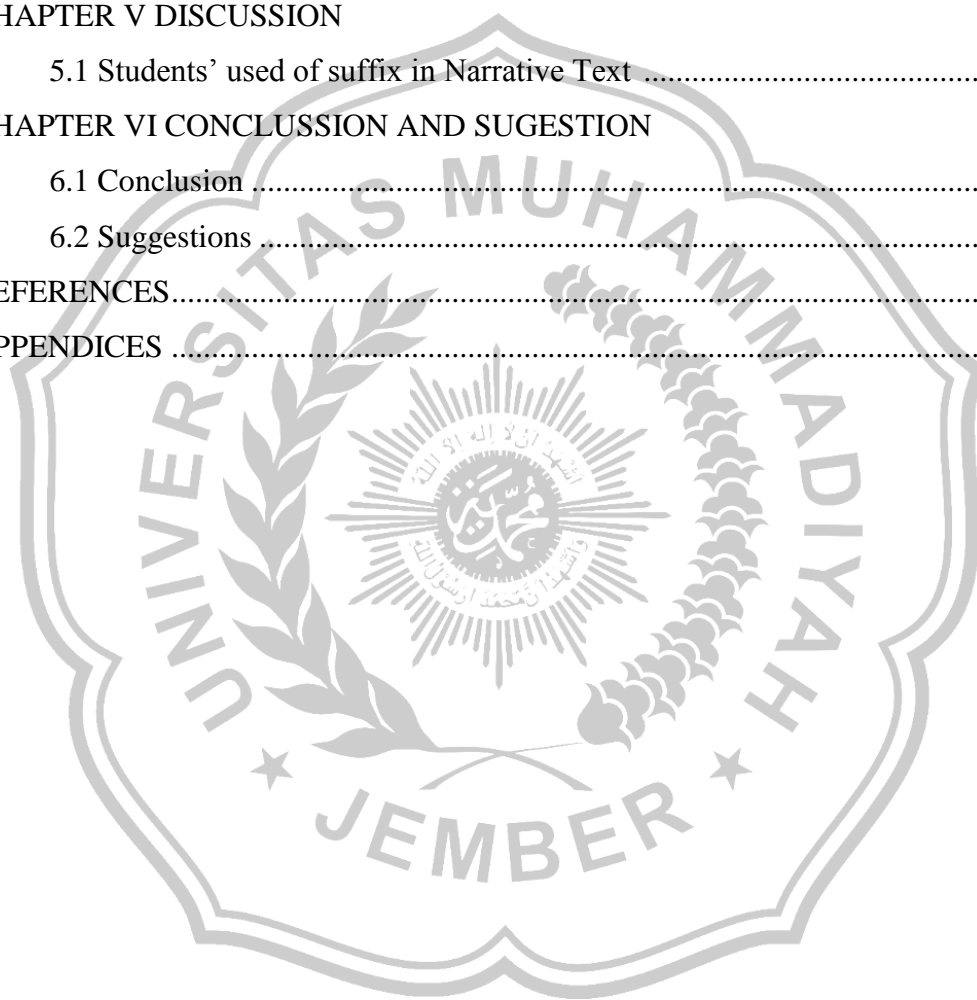 HAPTER V DISCUSSION
5.1 Students’ used of suffix in Narrative Text ..........................................
HAPTER VI CONCLUSSION AND SUGESTION
6.1 Conclusion ..........................................................................................
6.2 Suggestions .........................................................................................
EFERENCES.....................................................................................................
PPENDICES .....................................................................................................
UNIVERSITAS MUHAMMADIYAH
JEMBER
محمد